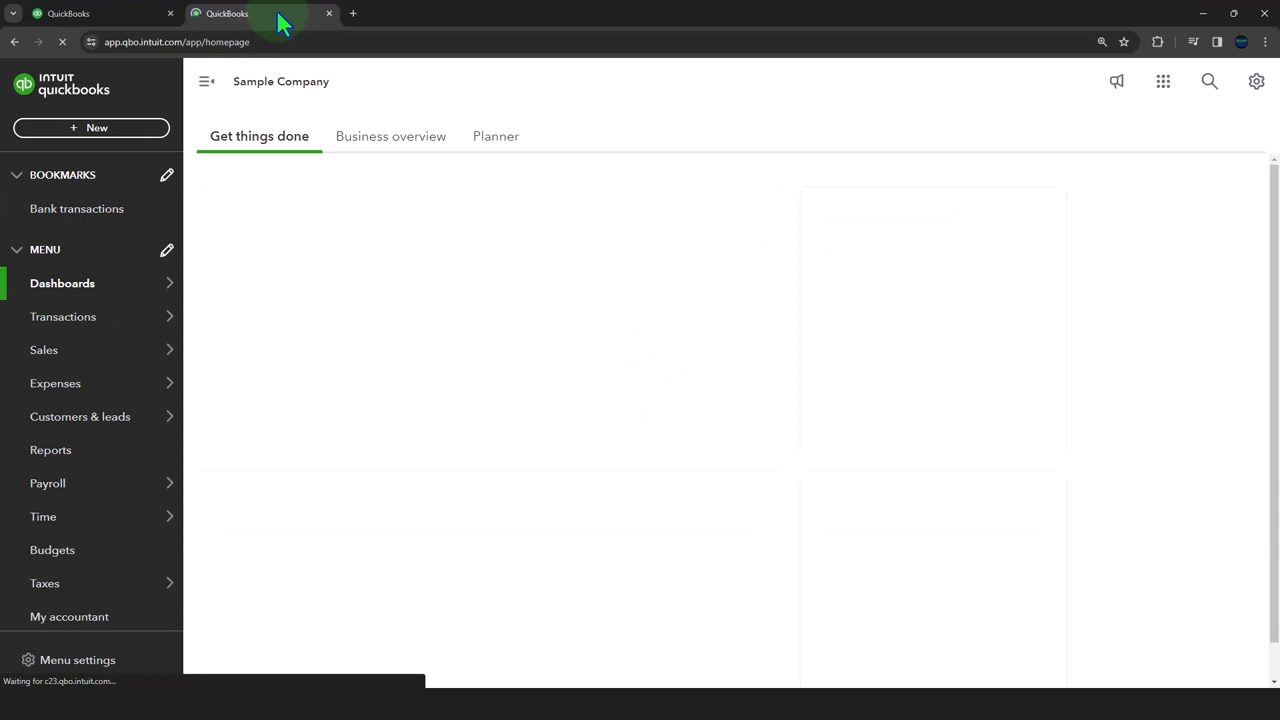 QuickBooks
QuickBooks
app.qbo.intuit.com/app/homepage
INTUIT
quickbooks
Sample Company
+ New
Get things done
Business overview
Planner
BOOKMARKS
Bank transactions
MENU
Dashboards
Transactions
Sales
Expenses
Customers & leads
Reports
Payroll
Time
Budgets
Taxes
My accountant
Menu settings
Waiting for c23.qbo.intuit.com...